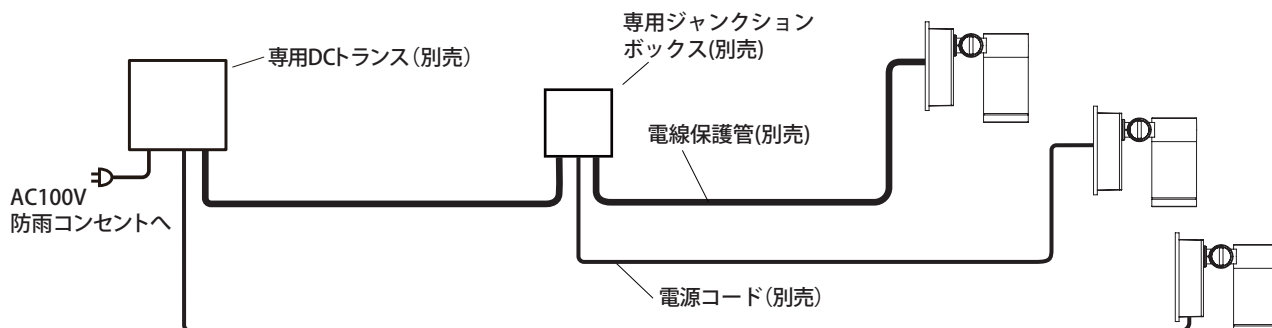 専用DCトランス（別売）
専用ジャンクション
ボックス(別売)
電線保護管(別売)
AC100V
防雨コンセントへ
電源コード（別売）